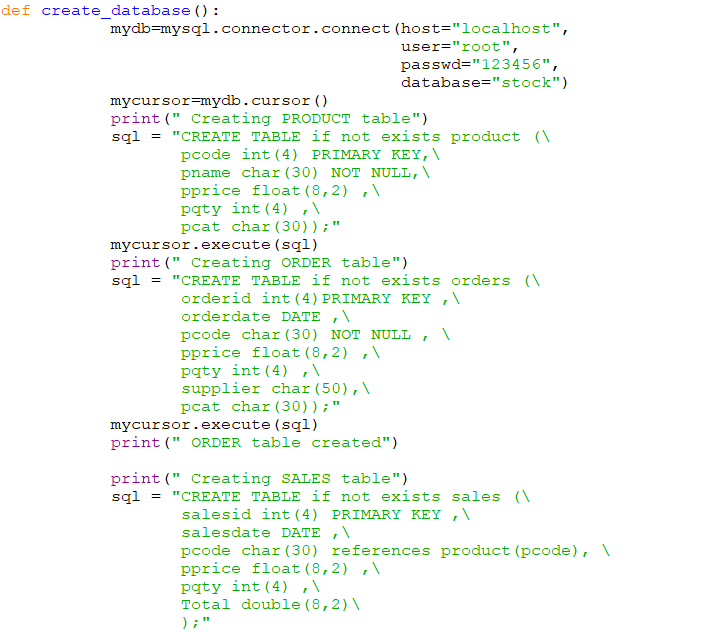 def create_database():
mydb=mysql.connector.connect(host="localhost",
user="root",
passwd="123456",
database="stock")
mycursor=mydb.cursor()
print(" Creating PRODUCT table")
sql = "CREATE TABLE if not exists product (\
pcode int(4) PRIMARY KEY,\
pname char(30) NOT NULL,\
pprice float(8,2) ,\
pqty int(4) ,\
pcat char(30));"
mycursor.execute(sql)
print(" Creating ORDER table")
sql = "CREATE TABLE if not exists orders (\
orderid int(4)PRIMARY KEY ,\
orderdate DATE ,\
pcode char(30) NOT NULL , \
pprice float(8,2) ,\
pqty int(4) ,\
supplier char(50),\
pcat char(30));"
mycursor.execute(sql)
print(" ORDER table created")
print(" Creating SALES table")
sql = "CREATE TABLE if not exists sales (\
salesid int(4) PRIMARY KEY ,\
salesdate DATE ,\
pcode char(30) references product(pcode), \
pprice float(8,2) ,\
pqty int(4) ,\
Total double(8,2)\
);"